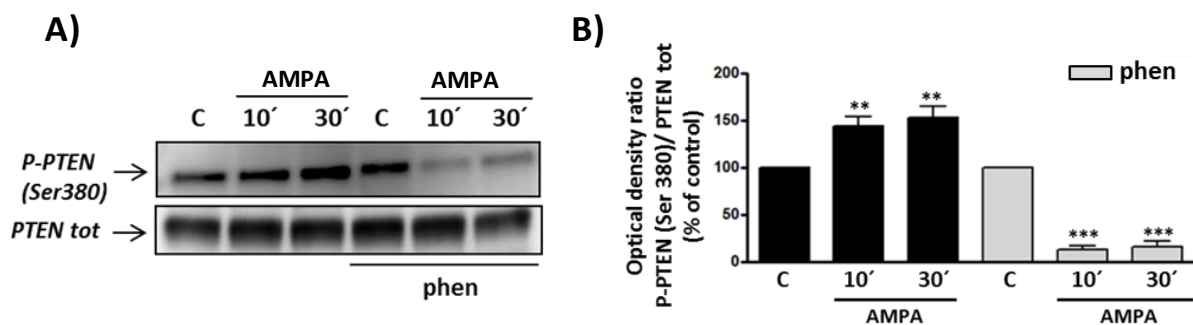 A)
AMPA
AMPA
C 10´ 30´ C 10´ 30´
P-PTEN
(Ser380)
PTEN tot
phen
B)
phen
Optical density ratio
P-PTEN (Ser 380)/ PTEN tot
(% of control)
200
150
100
50
0
** **
*** ***
C 10´ 30´ C 10´ 30´
AMPA
AMPA